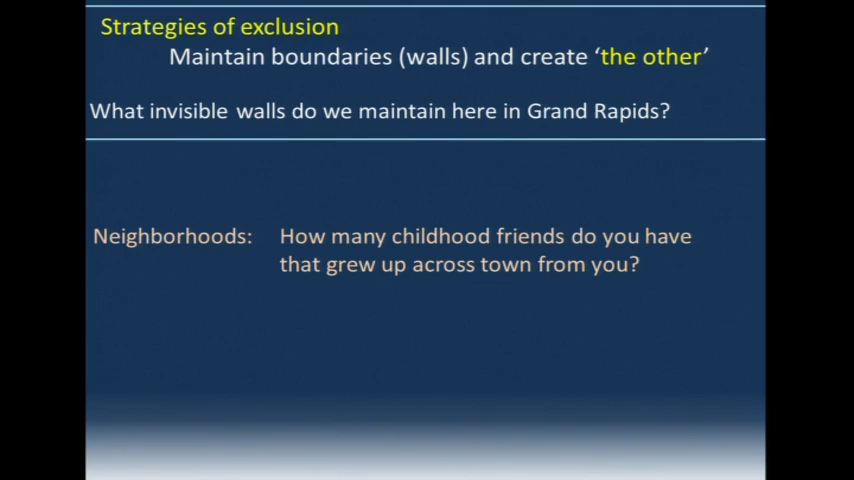 Strategies of exclusion
Maintain boundaries (walls) and create ‘the other’
What invisible walls do we maintain here in Grand Rapids?
Neighborhoods: How many childhood friends do you have
that grew up across town from you?